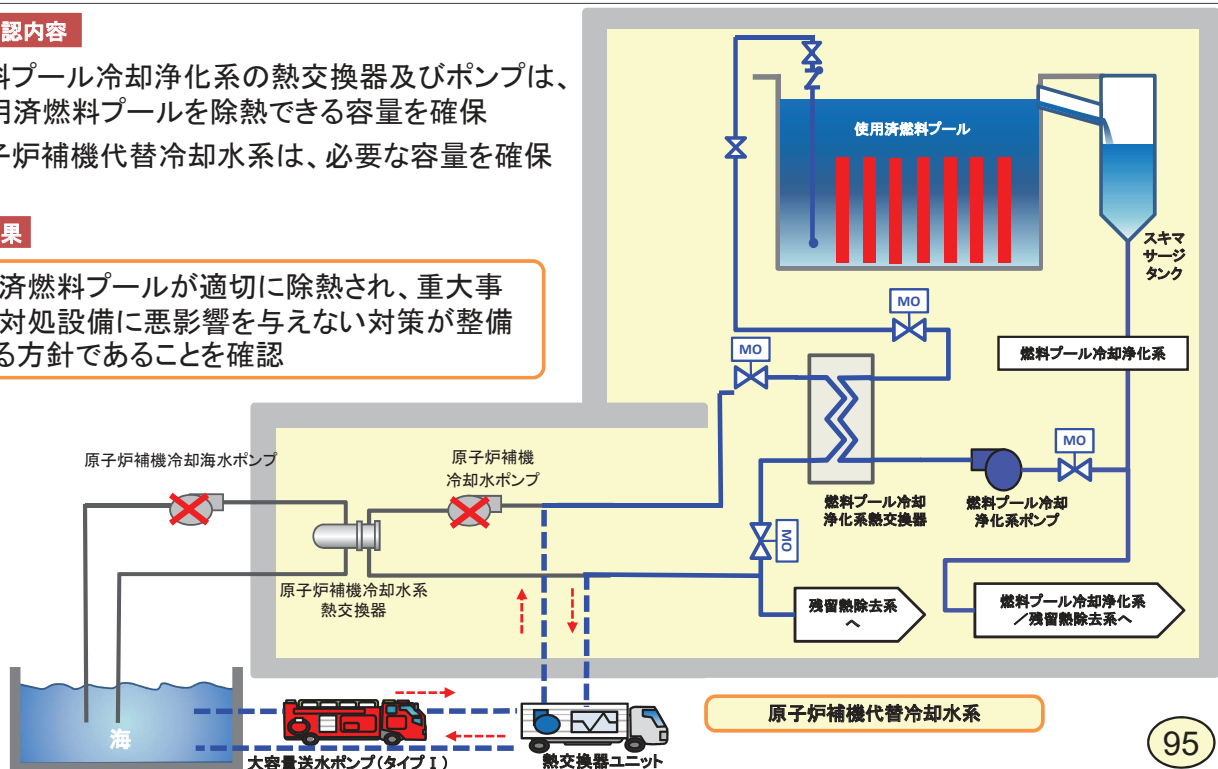 認内容
料プール冷却浄化系の熱交換器及びポンプは、
用済燃料プールを除熱できる容量を確保
子炉補機代替冷却水系は、必要な容量を確保
果
済燃料プールが適切に除熱され、重大事
対処設備に悪影響を与えない対策が整備
る方針であることを確認
使用済燃料プール
スキマ
サージ
タンク
MO
MO
燃料プール冷却浄化系
MO
原子炉補機冷却海水ポンプ
原子炉補機
冷却水ポンプ
燃料プール冷却
浄化系熱交換器
燃料プール冷却
浄化系ポンプ
MO
原子炉補機冷却水系
熱交換器
残留熱除去系
へ
燃料プール冷却浄化系
／残留熱除去系へ
海
大容量送水ポンプ(タイプⅠ)
熱交換器ユニット
原子炉補機代替冷却水系
95